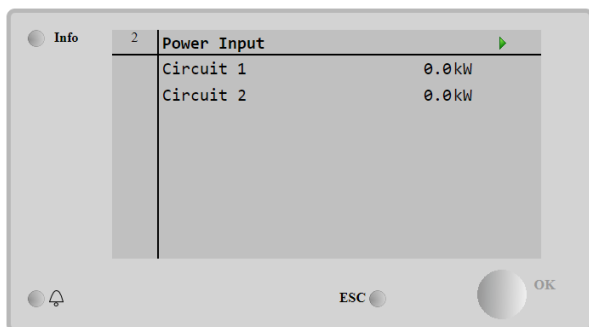 Info
2 Power Input
Circuit 1 0.0kW
Circuit 2 0.0kW
ESC
OK